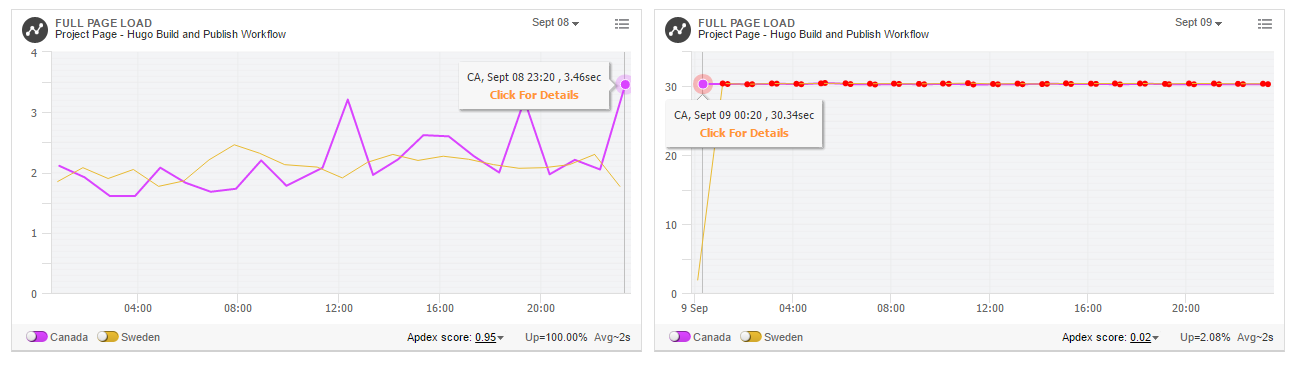 FULL PAGE LOAD
Project Page - Hugo Build and Publish Workflow
Sept 08
4
3
2
1
0
CA, Sept 08 23:20 , 3.46sec
Click For Details
04:00
08:00
12:00
16:00
20:00
Canada
Sweden
Apdex score: 0.95
Up=100.00%
Avg~2s
FULL PAGE LOAD
Project Page - Hugo Build and Publish Workflow
Sept 09
30
20
10
0
CA, Sept 09 00:20 , 30.34sec
Click For Details
9 Sep
04:00
08:00
12:00
16:00
20:00
Canada
Sweden
Apdex score: 0.02
Up=2.08%
Avg~2s